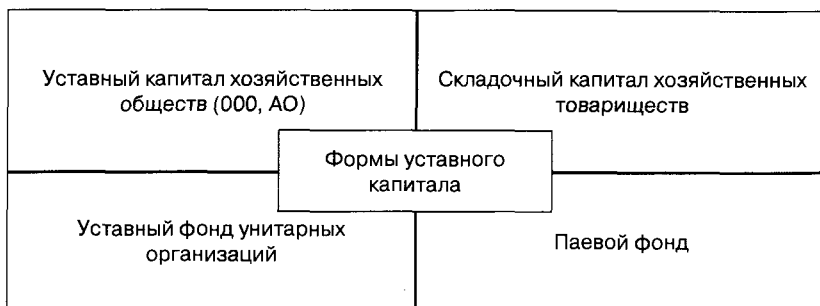 Уставный капитал хозяйственных
обществ (ООО, АО)
Складочный капитал хозяйственных
товариществ
Формы уставного
капитала
Уставный фонд унитарных
организаций
Паевой фонд